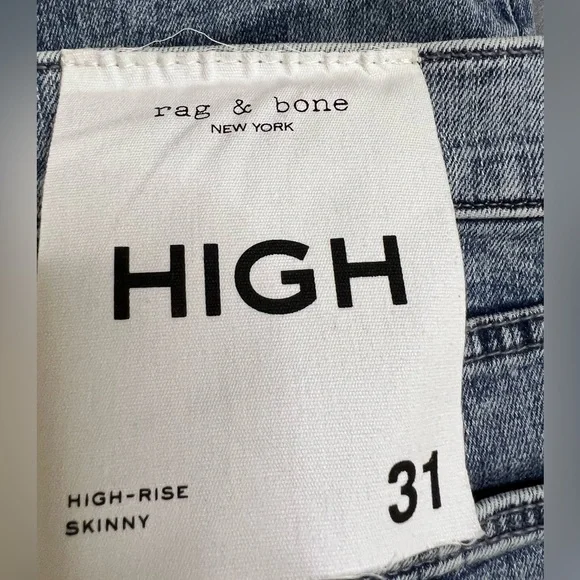 rag & bone
NEW YORK
HIGH
HIGH-RISE
SKINNY
31